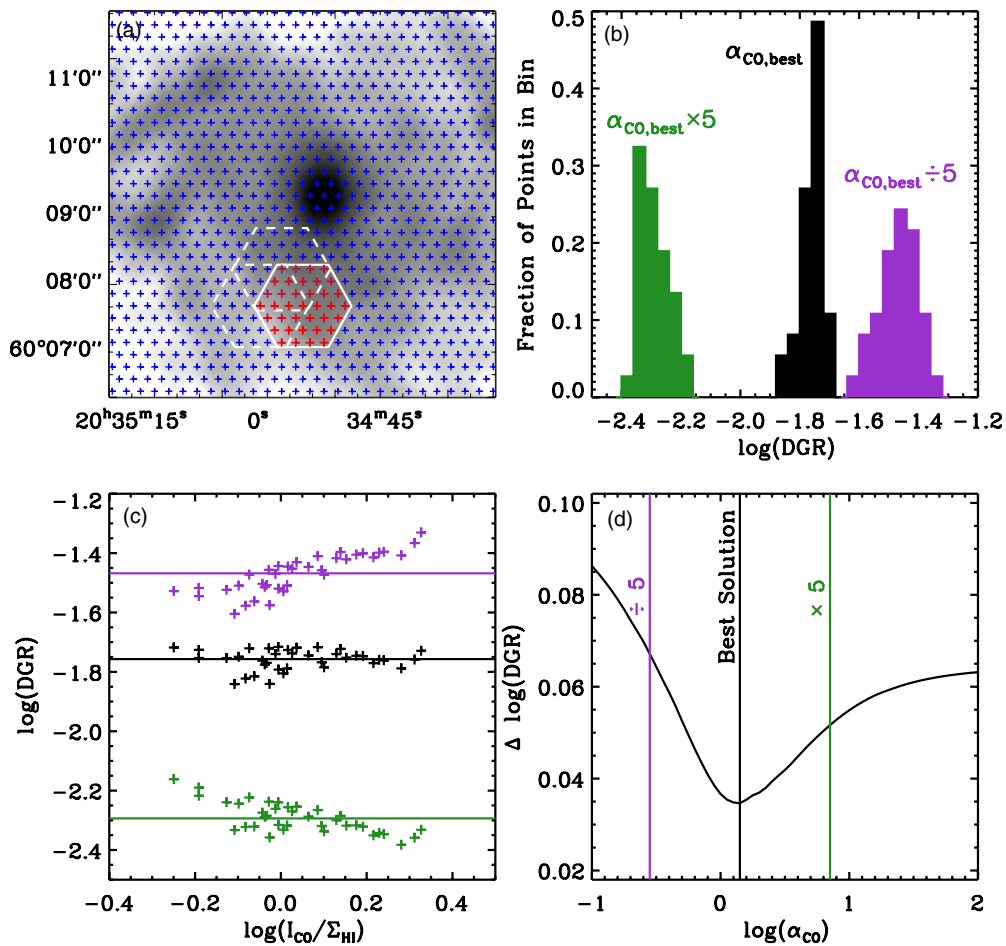 (a)
11'0"
10'0"
09'0"
08'0"
60°07'0"
20h35m15s 0s 34m45s
(b)
Fraction of Points in Bin
0.5
0.4
0.3
0.2
0.1
0.0
αCO,best×5
αCO,best
αCO,best÷5
-2.4 -2.2 -2.0 -1.8 -1.6 -1.4 -1.2
log(DGR)
(c)
log(DGR)
-1.2
-1.4
-1.6
-1.8
-2.0
-2.2
-2.4
-0.4 -0.2 0.0 0.2 0.4
log(ICO/ΣHI)
(d)
Δ log(DGR)
0.10
0.08
0.06
0.04
0.02
÷ 5
Best Solution
× 5
-1 0 1 2
log(αCO)